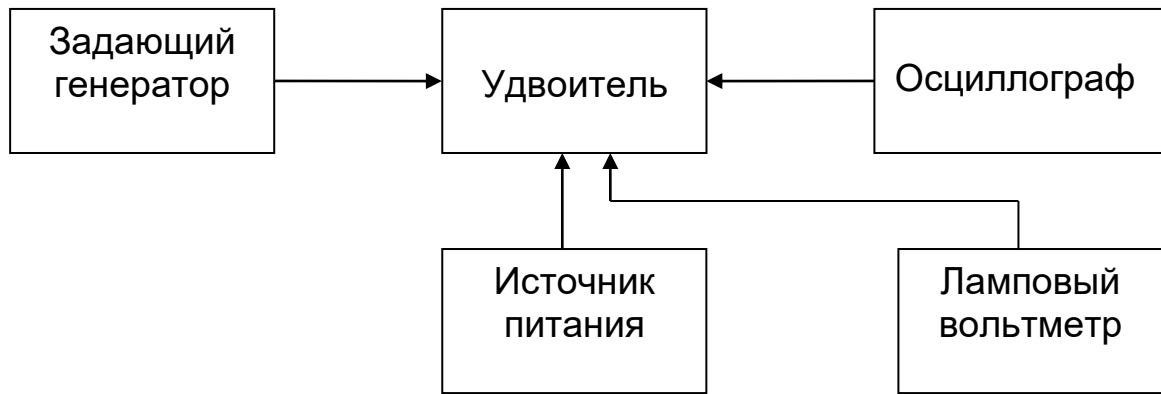 Задающий
генератор
Удвоитель
Осциллограф
Источник
питания
Ламповый
вольтметр